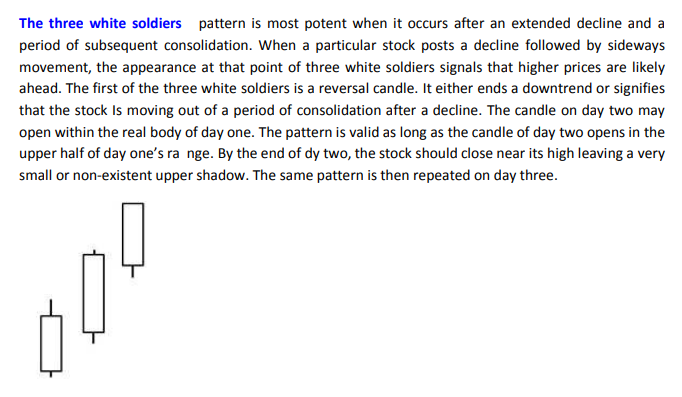 The three white soldiers pattern is most potent when it occurs after an extended decline and a
period of subsequent consolidation. When a particular stock posts a decline followed by sideways
movement, the appearance at that point of three white soldiers signals that higher prices are likely
ahead. The first of the three white soldiers is a reversal candle. It either ends a downtrend or signifies
that the stock Is moving out of a period of consolidation after a decline. The candle on day two may
open within the real body of day one. The pattern is valid as long as the candle of day two opens in the
upper half of day one’s ra nge. By the end of dy two, the stock should close near its high leaving a very
small or non-existent upper shadow. The same pattern is then repeated on day three.